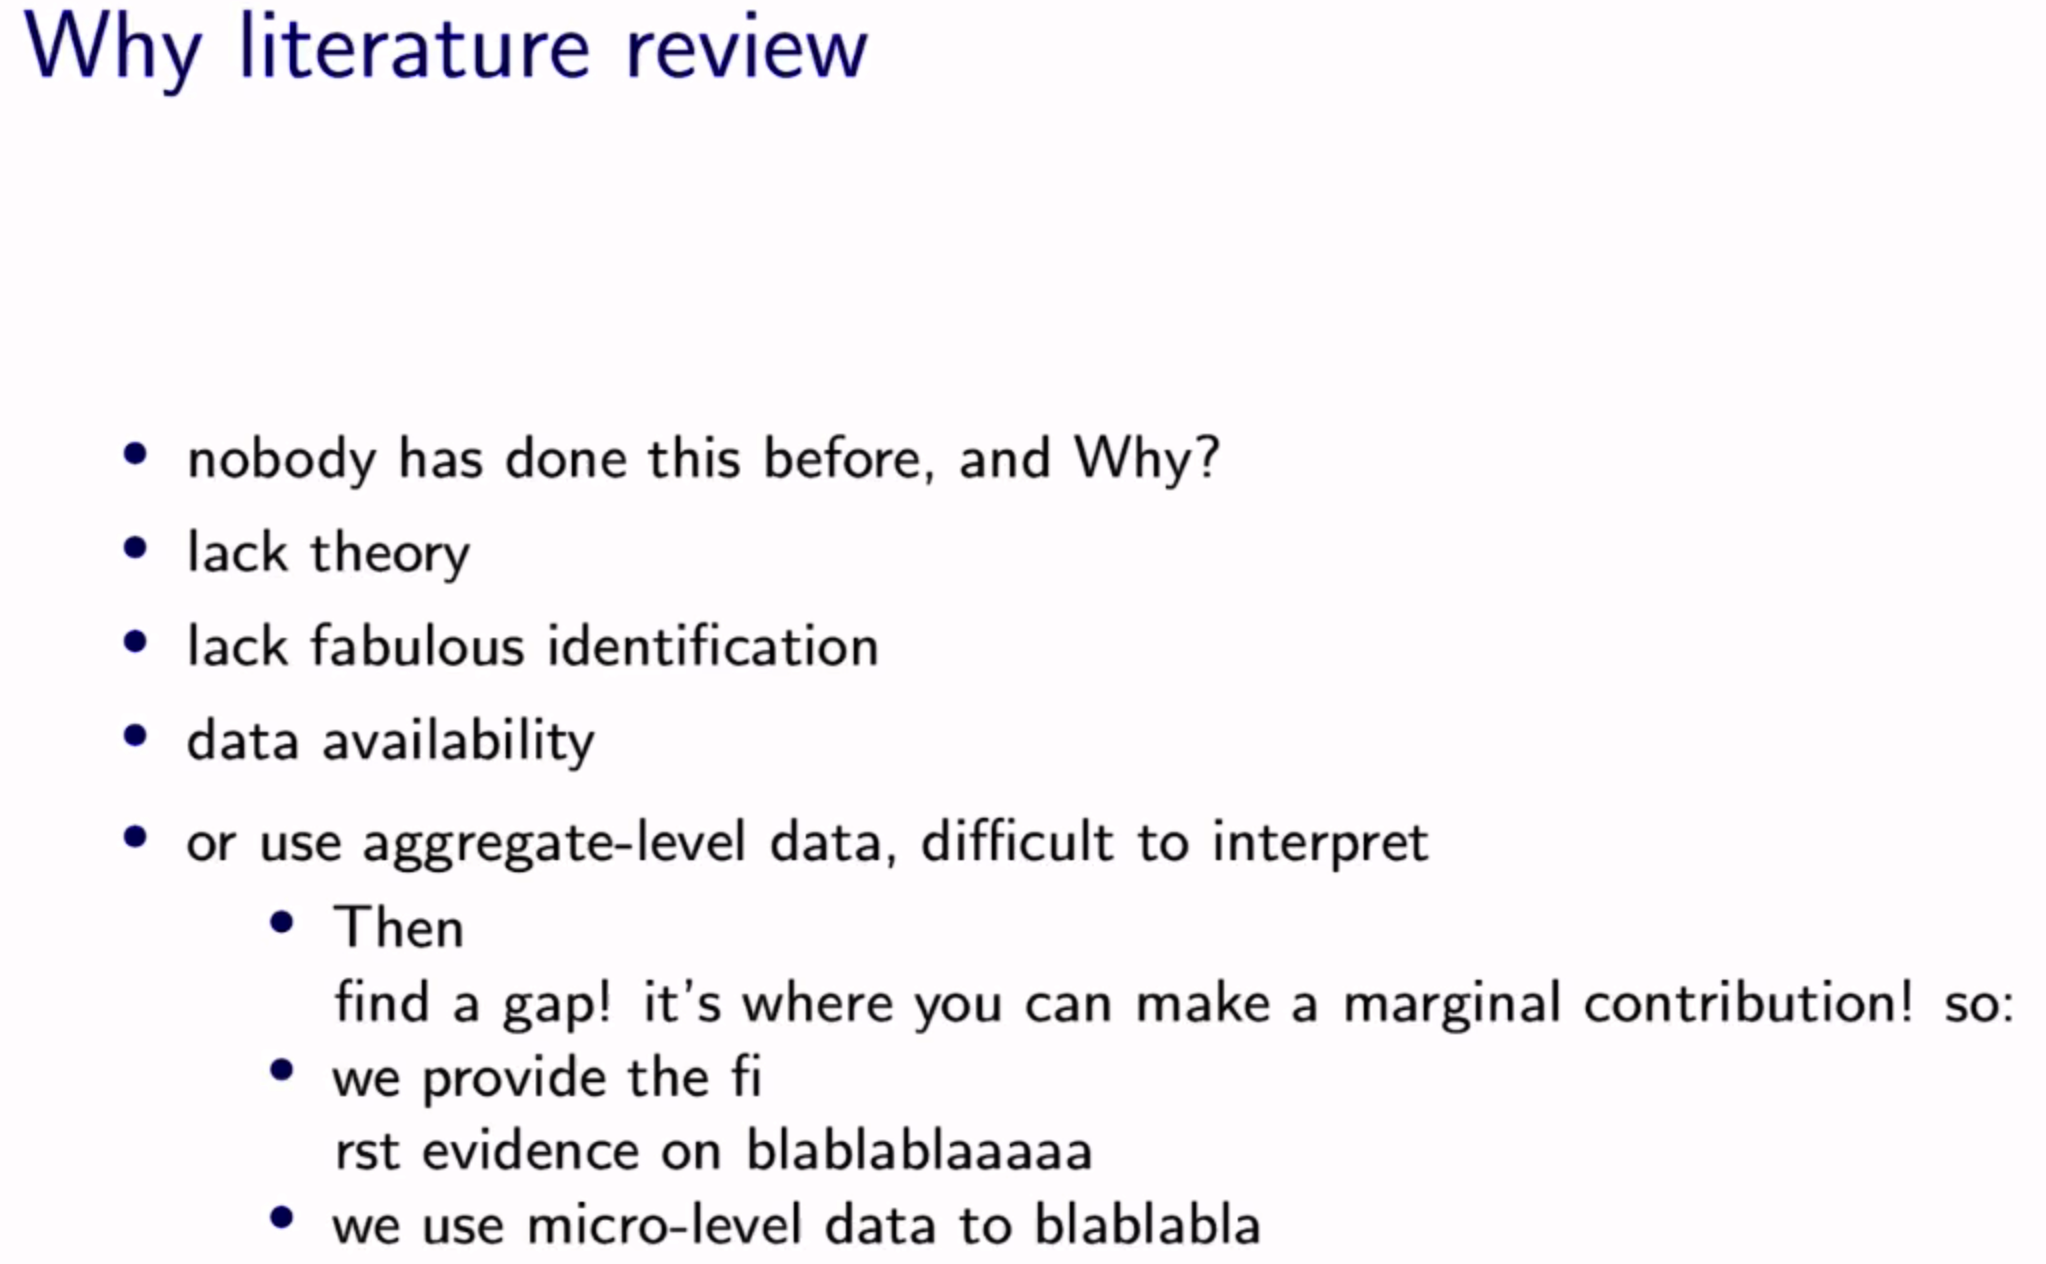 Why literature review
nobody has done this before, and Why?
lack theory
lack fabulous identification
data availability
or use aggregate-level data, difficult to interpret
Then
find a gap! it's where you can make a marginal contribution! so:
we provide the fi
rst evidence on blablablaaaaa
we use micro-level data to blablabla